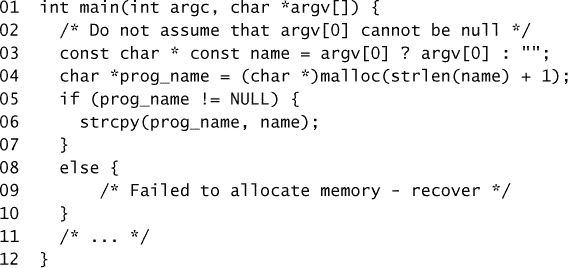 01 int main(int argc, char *argv[]) {
02   /* Do not assume that argv[0] cannot be null */
03   const char * const name = argv[0] ? argv[0] : "";
04   char *prog_name = (char *)malloc(strlen(name) + 1);
05   if (prog_name != NULL) {
06     strcpy(prog_name, name);
07   }
08   else {
09       /* Failed to allocate memory - recover */
10   }
11   /* ... */
12 }